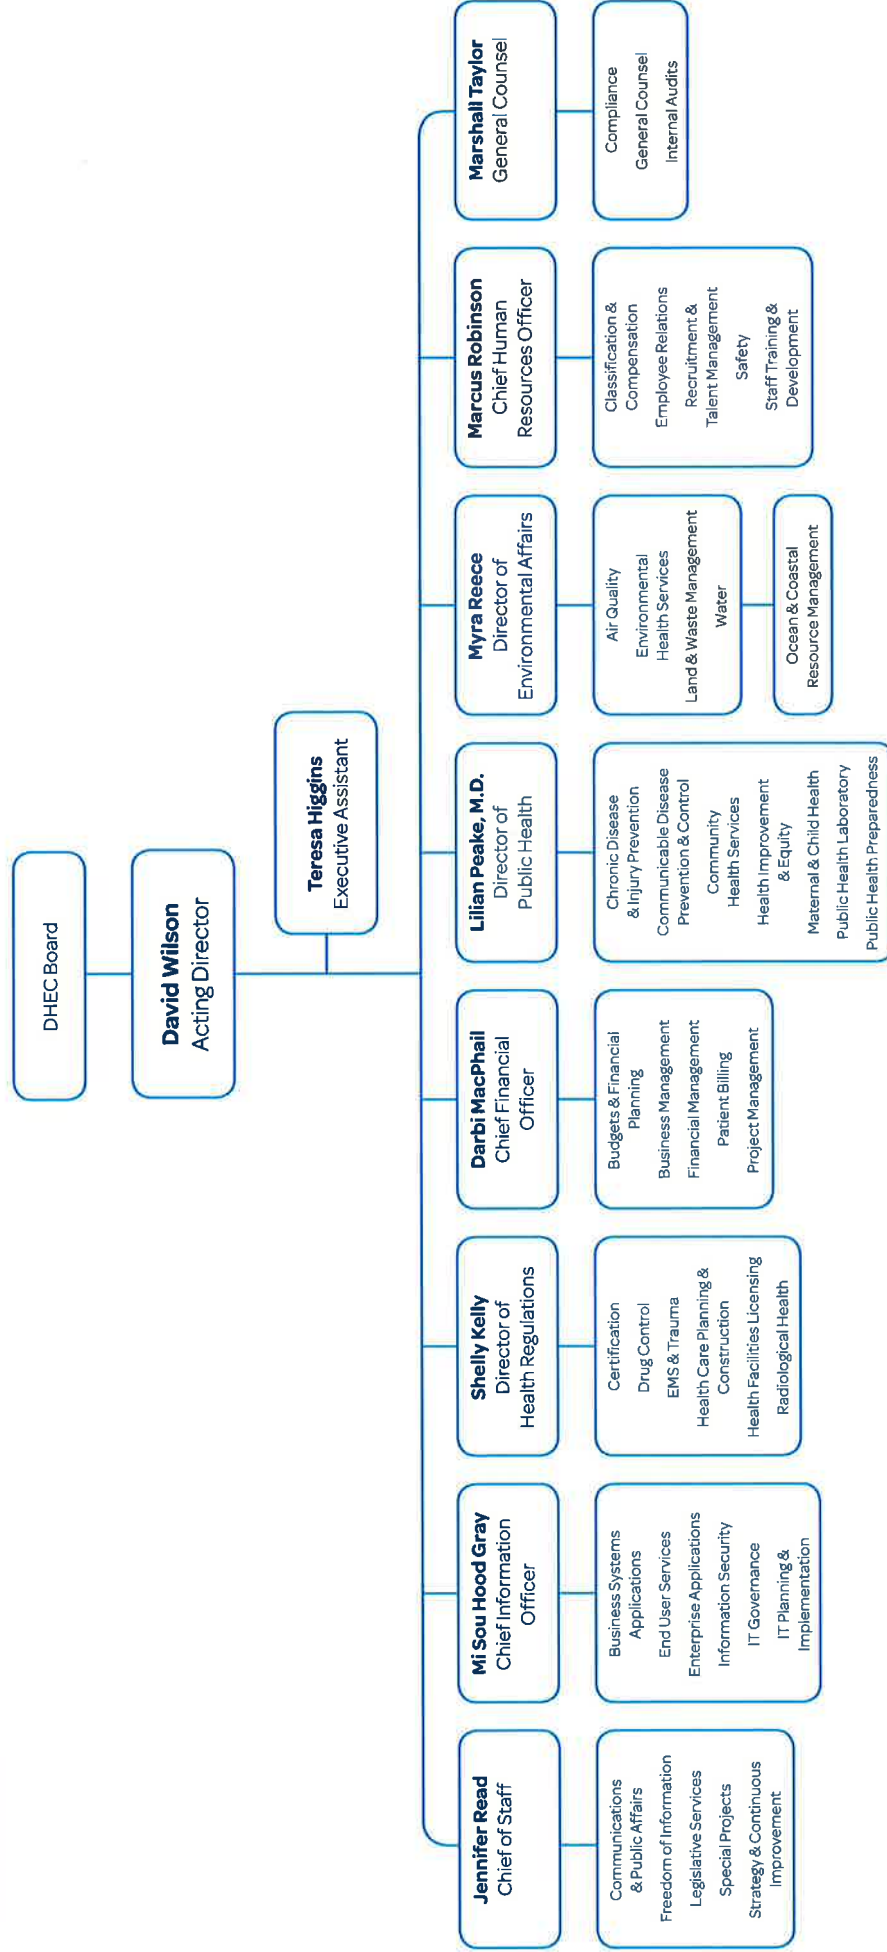 DHEC Board
David Wilson
Acting Director
Teresa Higgins
Executive Assistant
Jennifer Read
Chief of Staff
Communications
& Public Affairs
Freedom of Information
Legislative Services
Special Projects
Strategy & Continuous
Improvement
Mi Sou Hood Gray
Chief Information
Officer
Business Systems
Applications
End User Services
Enterprise Applications
Information Security
IT Governance
IT Planning &
Implementation
Shelly Kelly
Director of
Health Regulations
Certification
Drug Control
EMS & Trauma
Health Care Planning &
Construction
Health Facilities Licensing
Radiological Health
Darbi MacPhail
Chief Financial
Officer
Budgets & Financial
Planning
Business Management
Financial Management
Patient Billing
Project Management
Lilian Peake, M.D.
Director of
Public Health
Chronic Disease
& Injury Prevention
Communicable Disease
Prevention & Control
Community
Health Services
Health Improvement
& Equity
Maternal & Child Health
Public Health Laboratory
Public Health Preparedness
Myra Reece
Director of
Environmental Affairs
Air Quality
Environmental
Health Services
Land & Waste Management
Water
Ocean & Coastal
Resource Management
Marcus Robinson
Chief Human
Resources Officer
Classification &
Compensation
Employee Relations
Recruitment &
Talent Management
Safety
Staff Training &
Development
Marshall Taylor
General Counsel
Compliance
General Counsel
Internal Audits